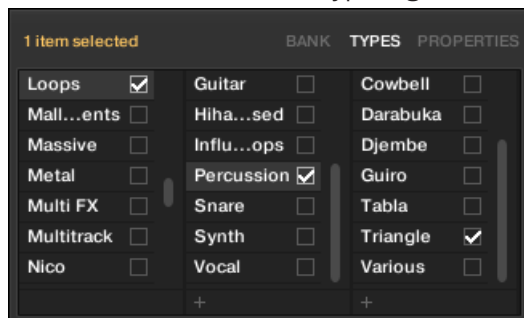 1 item selected BANK TYPES PROPERTIES
Loops Guitar Cowbell
Mall...ents Hiha...sed Darabuka
Massive Influ...ops Djembe
Metal Percussion Guiro
Multi FX Snare Tabla
Multitrack Synth Triangle
Nico Vocal Various
+ +